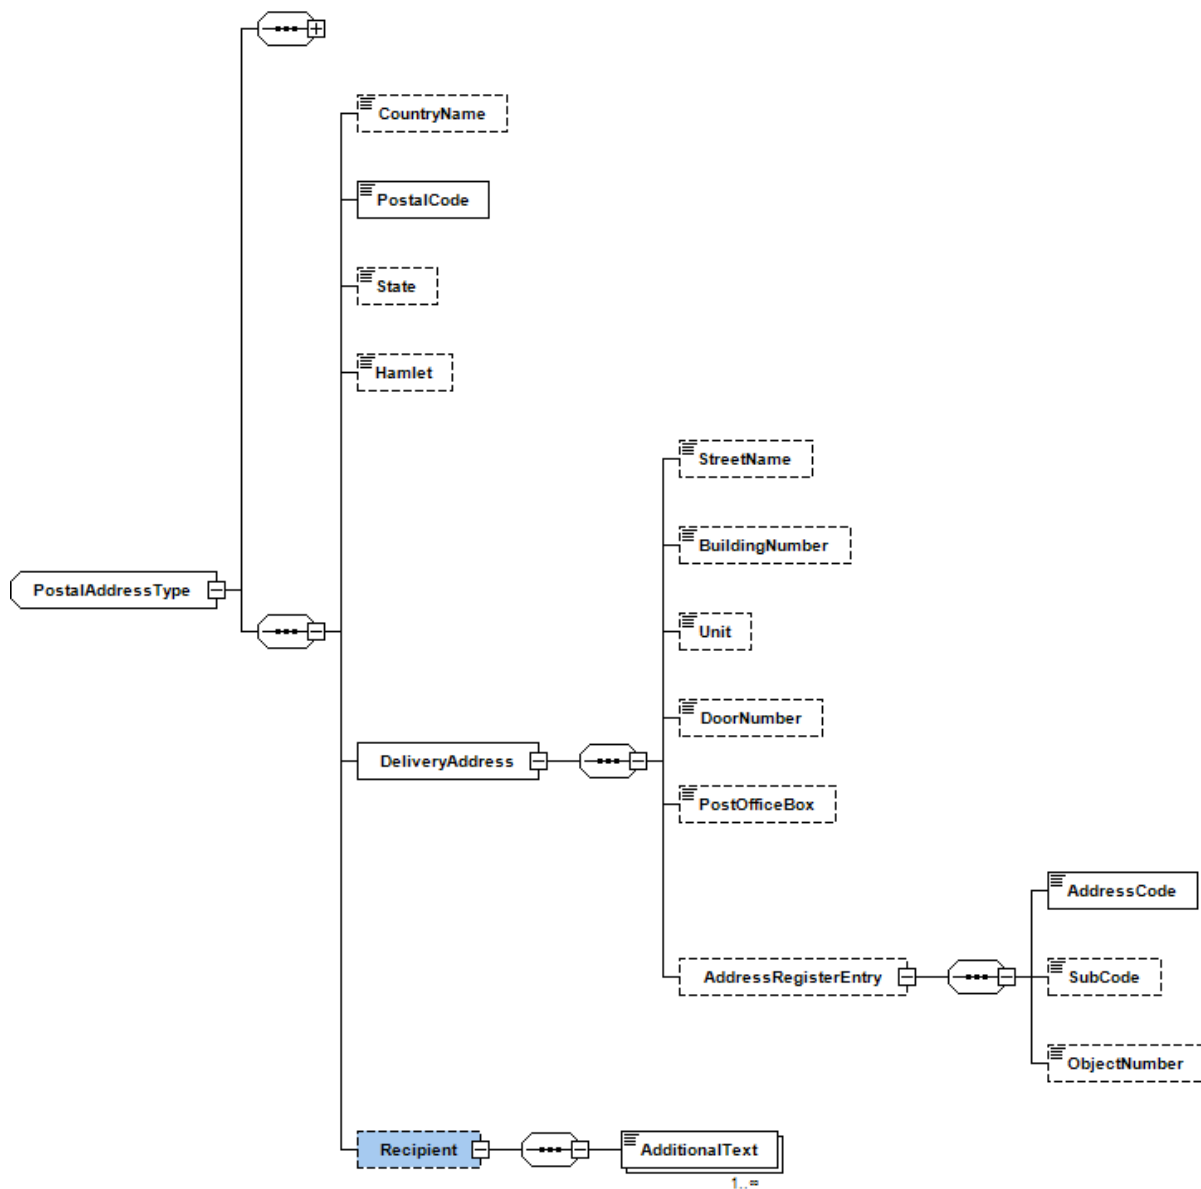 CountryName
PostalCode
State
Hamlet
StreetName
BuildingNumber
PostalAddressType
Unit
DoorNumber
DeliveryAddress
PostOfficeBox
AddressCode
AddressRegisterEntry
SubCode
ObjectNumber
Recipient
AdditionalText
1..∞